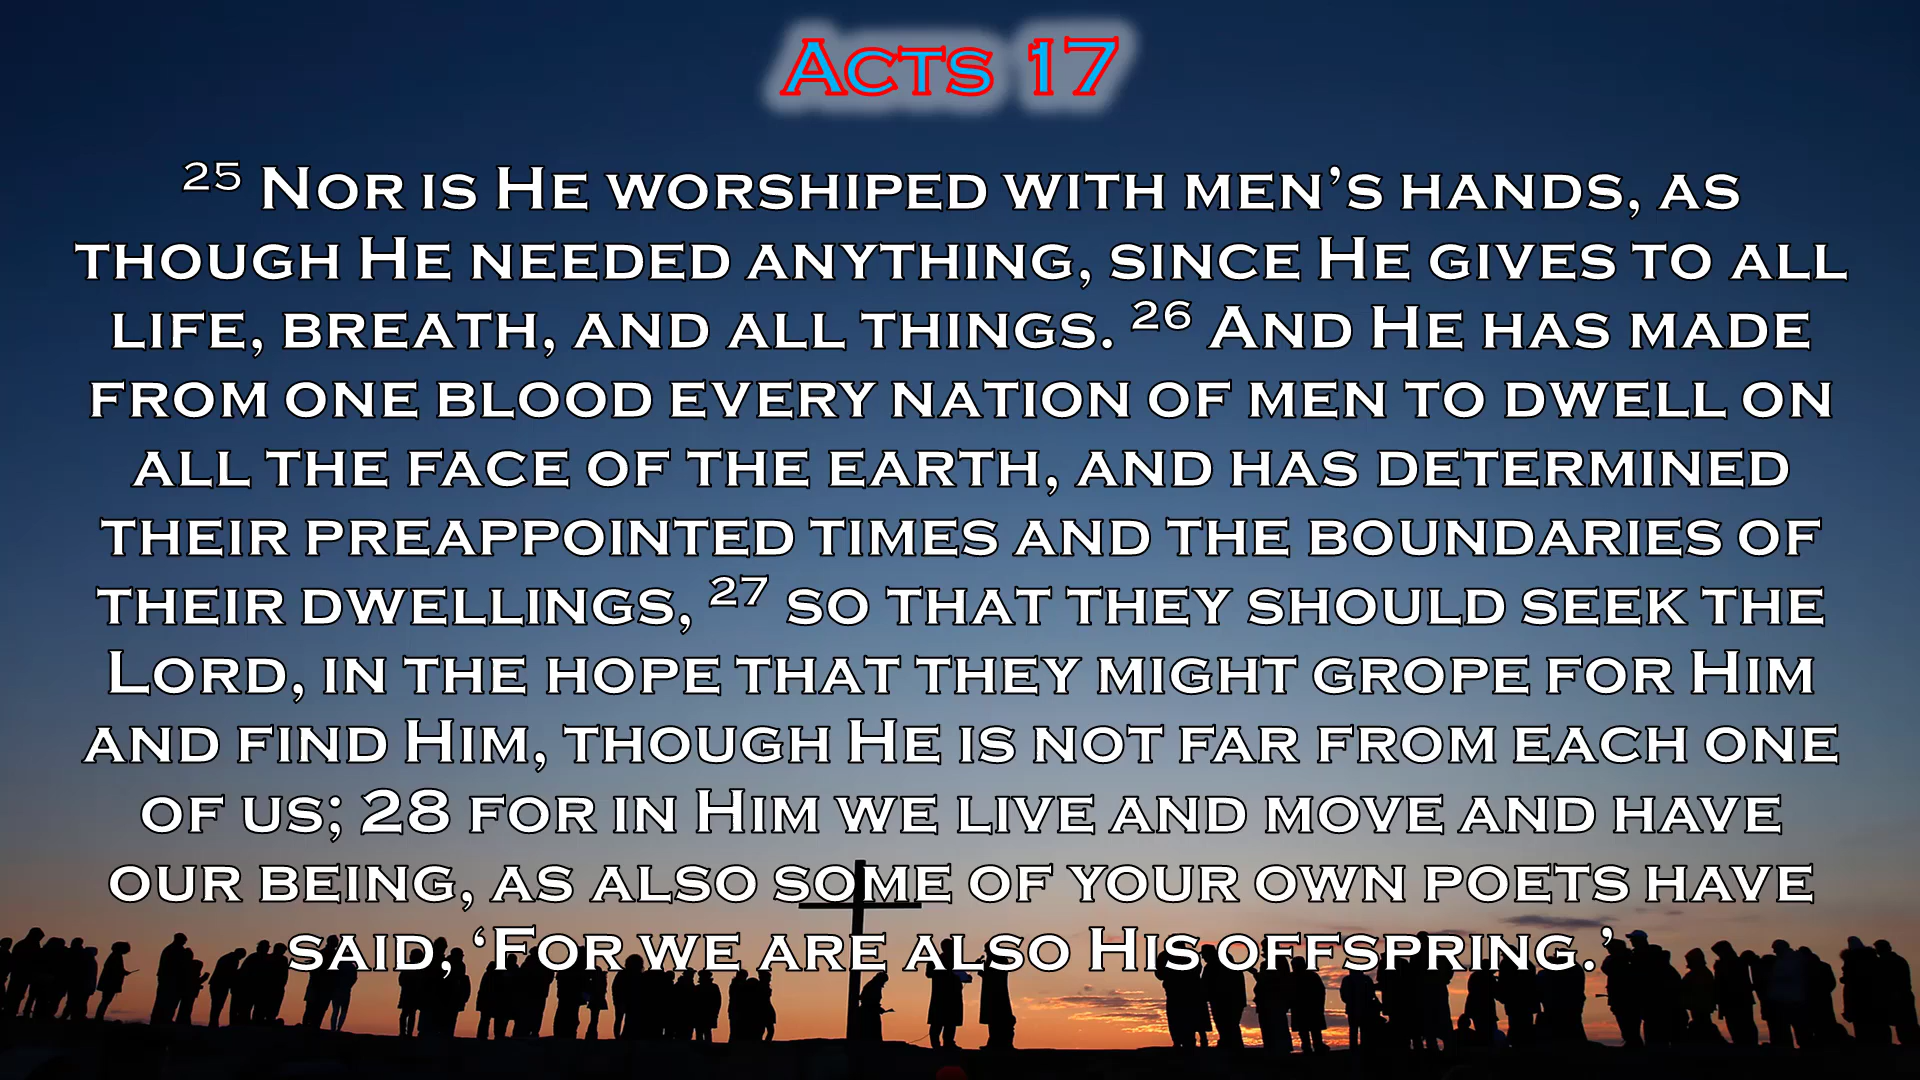 Acts 17
25 Nor is He worshiped with men’s hands, as
though He needed anything, since He gives to all
life, breath, and all things. 26 And He has made
from one blood every nation of men to dwell on
all the face of the earth, and has determined
their preappointed times and the boundaries of
their dwellings, 27 so that they should seek the
Lord, in the hope that they might grope for Him
and find Him, though He is not far from each one
of us; 28 for in Him we live and move and have
our being, as also some of your own poets have
said, ‘For we are also His offspring.’